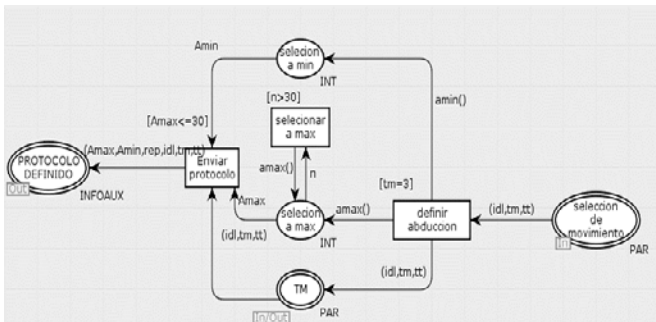 Amin
selecion
a min
INT
[n>30]
amin()
[Amax<=30]
selecionar
a max
(Amax,Amin,rep,idl,tm,tt)
PROTOCOLO
DEFINIDO
Out
INFOAUX
Enviar
protocolo
amax()
n
[tm=3]
Amax
selecion
a max
INT
(idl,tm,tt)
amax()
definir
abduccion
(idl,tm,tt)
seleccion
de
movimiento
In
PAR
(idl,tm,tt)
TM
In/Out
PAR